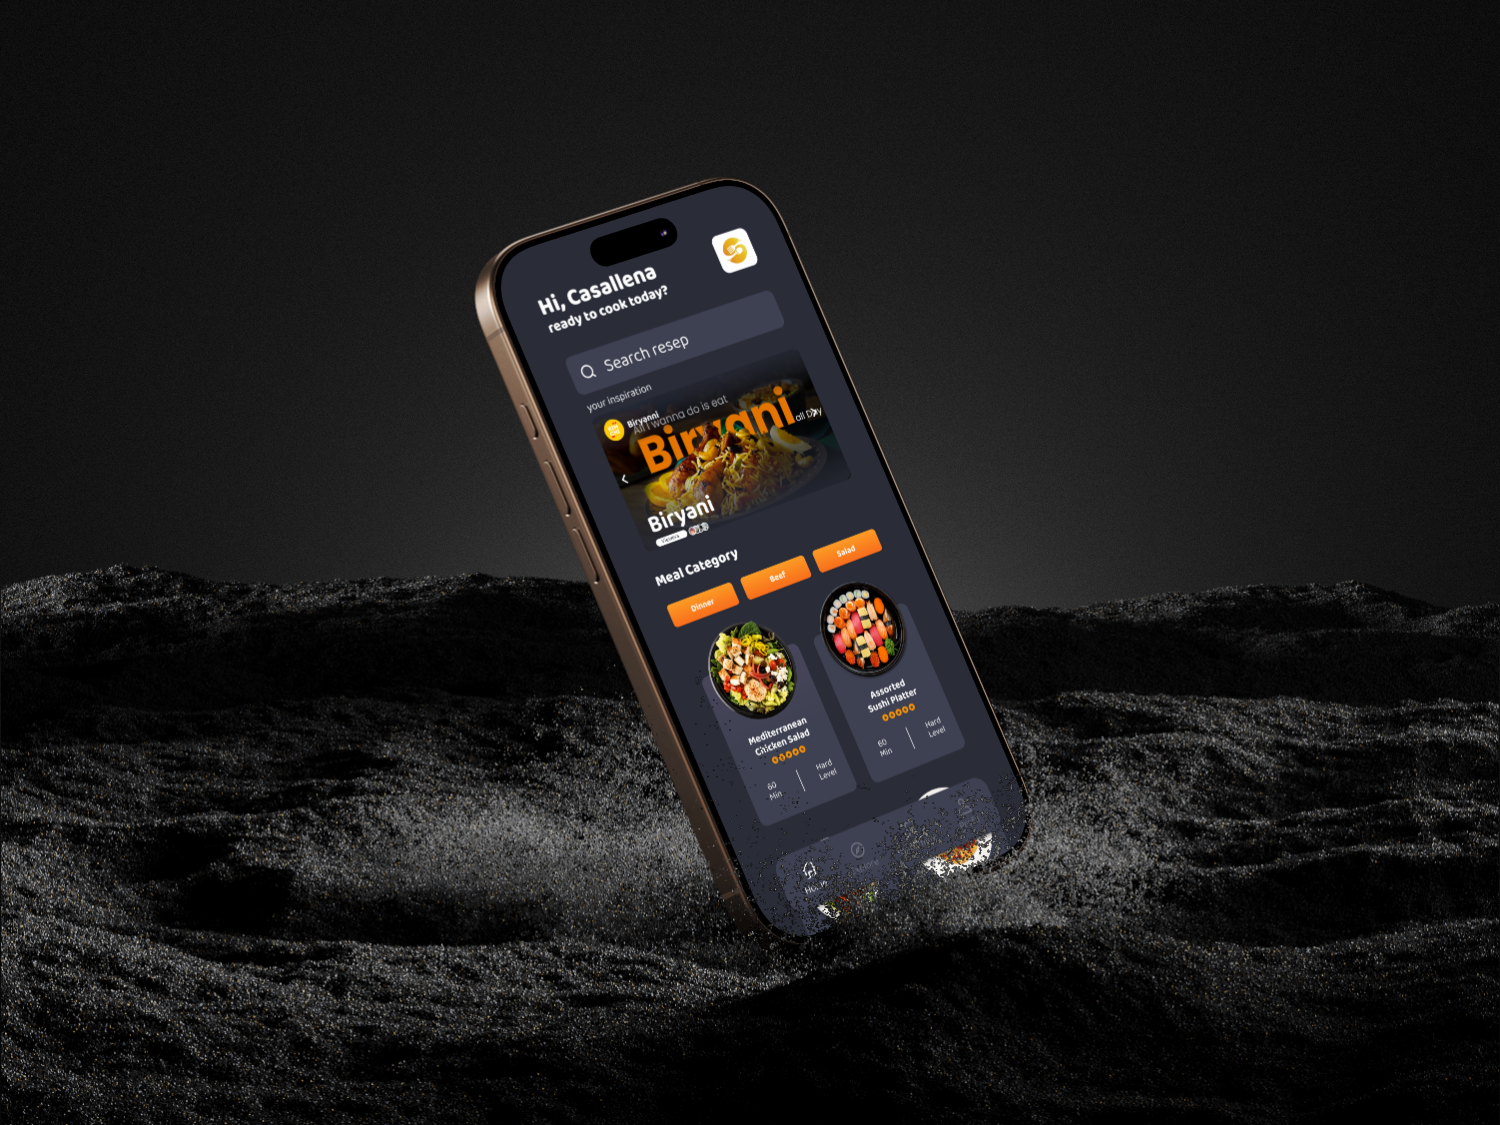 Hi, Casallena
ready to cook today?
Search resep
your inspiration
Biryanni
All I wanna do is eat
Biryani
all Day
Biryani
Meal Category
Dinner
Beef
Salad
Mediterranean
Chicken Salad
60
Min
Hard
Level
Assorted
Sushi Platter
60
Min
Hard
Level